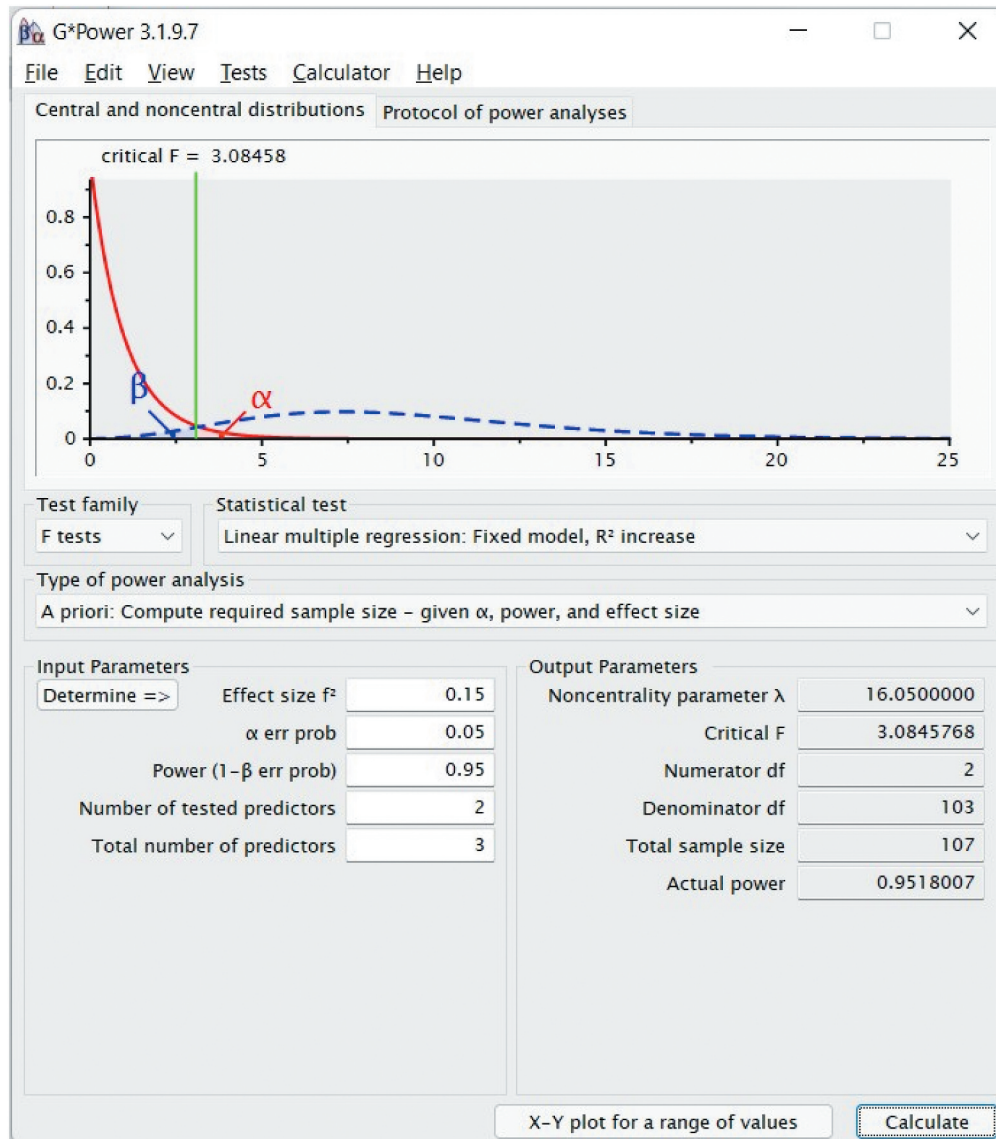 G*Power 3.1.9.7
File Edit View Tests Calculator Help
Central and noncentral distributions Protocol of power analyses
critical F = 3.08458
0.8
0.6
0.4
0.2
0
β
α
0 5 10 15 20 25
Test family Statistical test
F tests Linear multiple regression: Fixed model, R² increase
Type of power analysis
A priori: Compute required sample size – given α, power, and effect size
Input Parameters Output Parameters
Determine => Effect size f² 0.15 Noncentrality parameter λ 16.0500000
α err prob 0.05 Critical F 3.0845768
Power (1-β err prob) 0.95 Numerator df 2
Number of tested predictors 2 Denominator df 103
Total number of predictors 3 Total sample size 107
Actual power 0.9518007
X-Y plot for a range of values Calculate